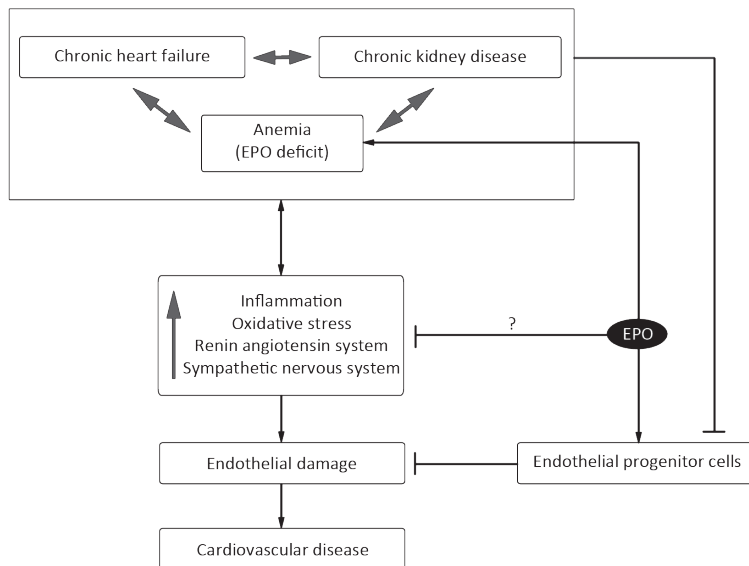 Chronic heart failure
Chronic kidney disease
Anemia
(EPO deficit)
Inflammation
Oxidative stress
Renin angiotensin system
Sympathetic nervous system
?
EPO
Endothelial damage
Endothelial progenitor cells
Cardiovascular disease